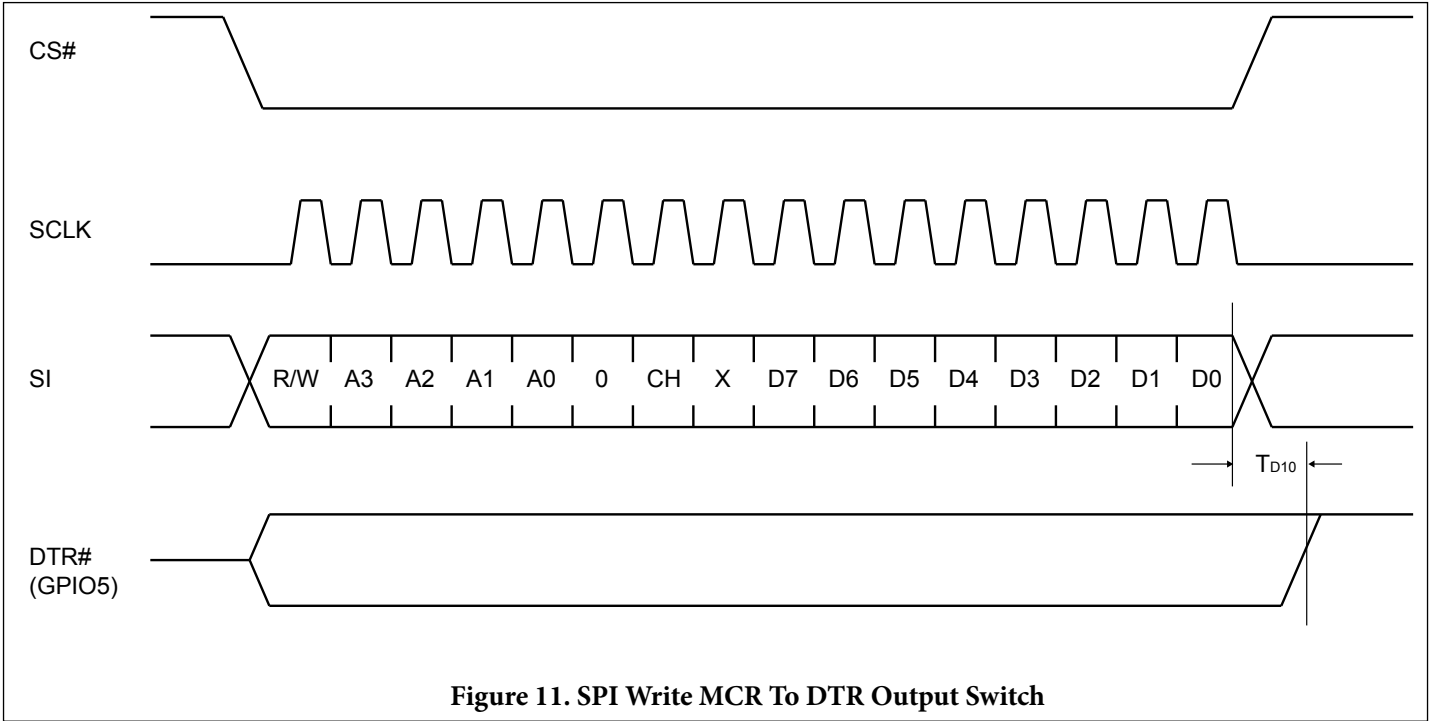 CS#
SCLK
SI R/W A3 A2 A1 A0 0 CH X D7 D6 D5 D4 D3 D2 D1 D0
TD10
DTR#
(GPIO5)
Figure 11. SPI Write MCR To DTR Output Switch